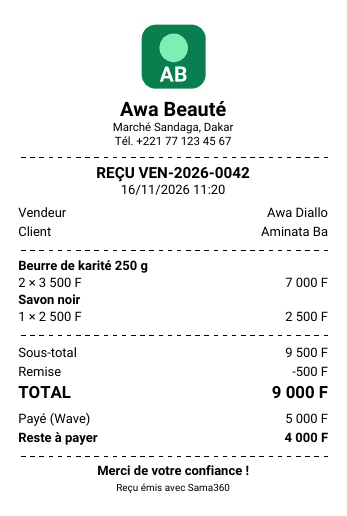 AB
Awa Beauté
Marché Sandaga, Dakar
Tél. +221 77 123 45 67
REÇU VEN-2026-0042
16/11/2026 11:20
Vendeur Awa Diallo
Client Aminata Ba
Beurre de karité 250 g
2 × 3 500 F 7 000 F
Savon noir
1 × 2 500 F 2 500 F
Sous-total 9 500 F
Remise -500 F
TOTAL 9 000 F
Payé (Wave) 5 000 F
Reste à payer 4 000 F
Merci de votre confiance !
Reçu émis avec Sama360